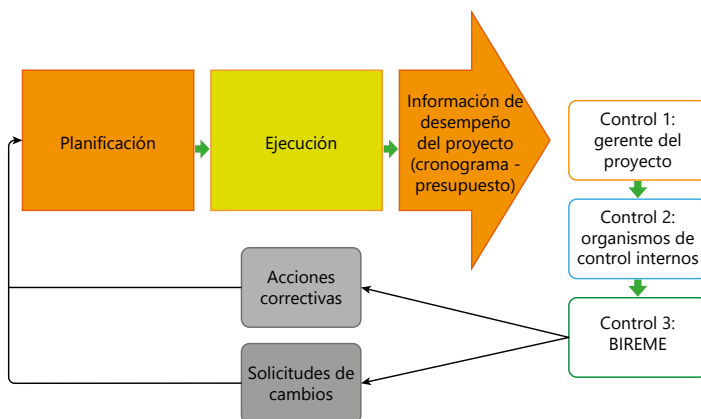 Planificación
Ejecución
Información de
desempeño
del proyecto
(cronograma -
presupuesto)
Control 1:
gerente del
proyecto
Control 2:
organismos de
control internos
Control 3:
BIREME
Acciones
correctivas
Solicitudes de
cambios